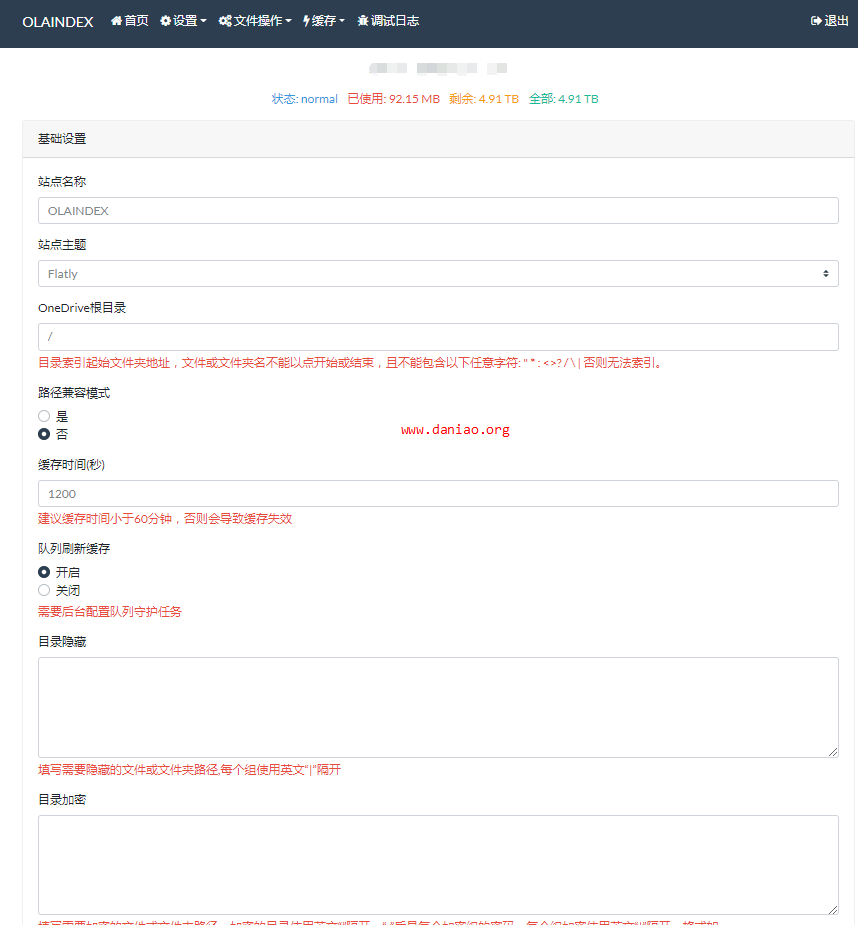 OLAINDEX 首页 设置 文件操作 缓存 调试日志 退出
状态: normal 已使用: 92.15 MB 剩余: 4.91 TB 全部: 4.91 TB
基础设置
站点名称
OLAINDEX
站点主题
Flatly
OneDrive根目录
/
目录索引起始文件夹地址，文件或文件夹名不能以点开始或结束，且不能包含以下任意字符: " * : <>? / \ | 否则无法索引。
路径兼容模式
是
否
www.daniao.org
缓存时间(秒)
1200
建议缓存时间小于60分钟，否则会导致缓存失效
队列刷新缓存
开启
关闭
需要后台配置队列守护任务
目录隐藏
填写需要隐藏的文件或文件夹路径,每个组使用英文"|"隔开
目录加密